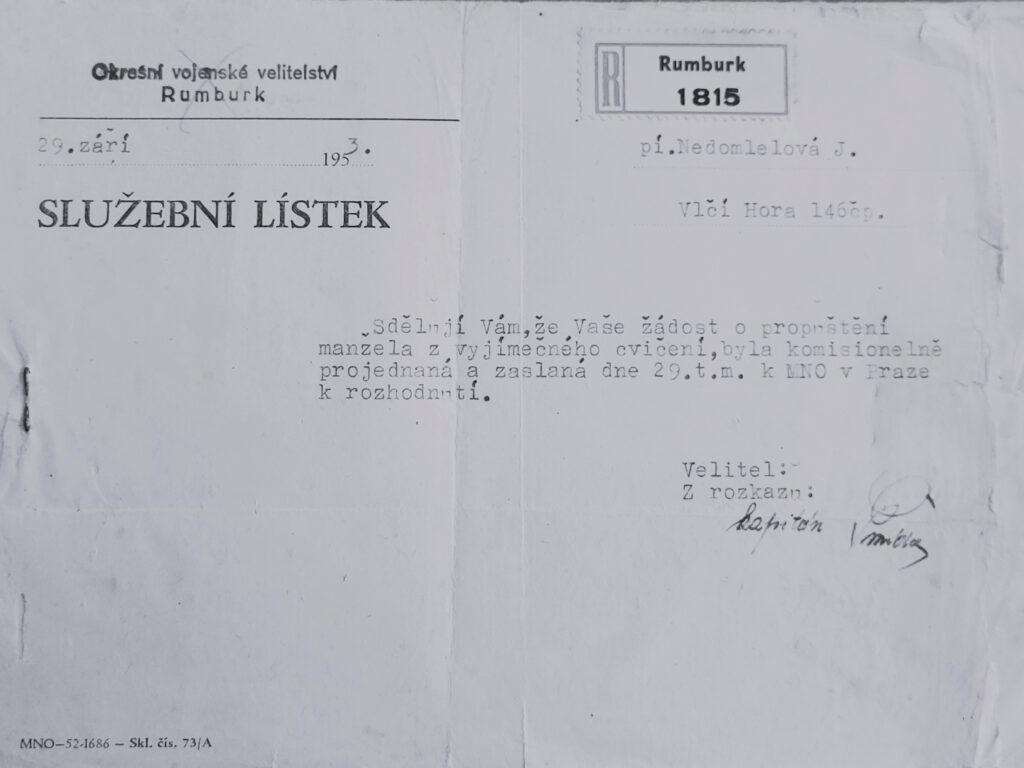 Okresní vojenské velitelství
Rumburk
R Rumburk
1815
29.září 1953.
pí.Nedomlelová J.
SLUŽEBNÍ LÍSTEK
Vlčí Hora 146čp.
Sděluji Vám,že Vaše žádost o propuštění
manžela z vyjímečného cvičení,byla komisionelně
projednaná a zaslaná dne 29.t.m. k MNO v Praze
k rozhodnutí.
Velitel:
Z rozkazu:
kapitán
MNO—52-1686 — Skl. čís. 73/A